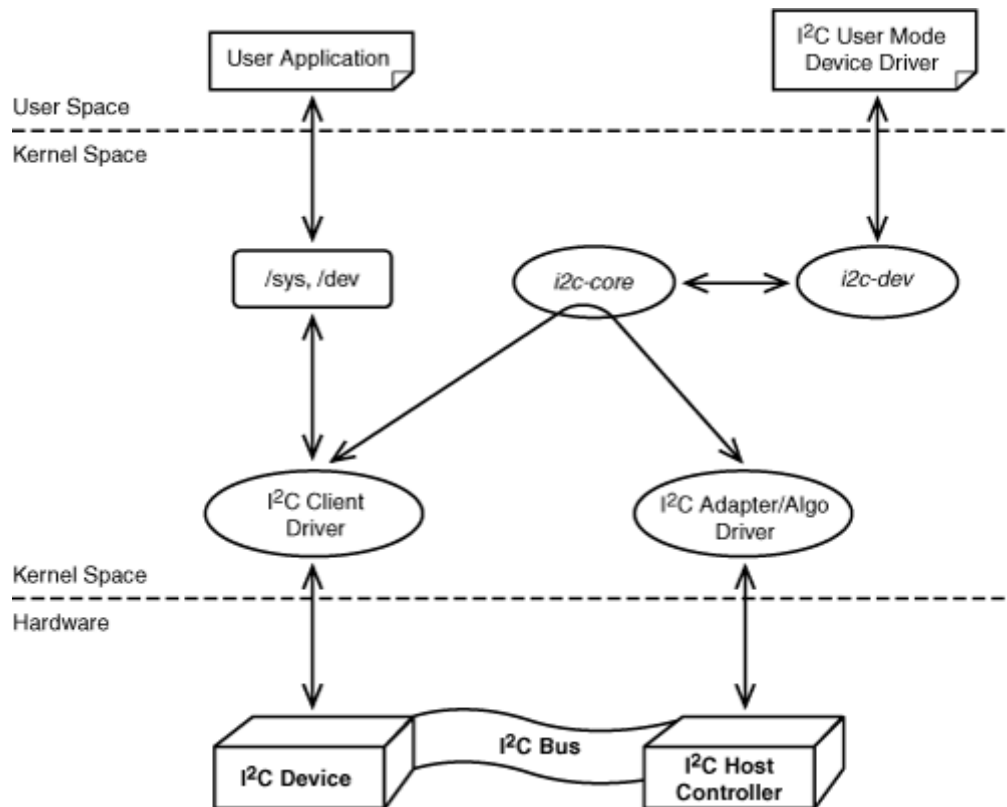 User Application
I²C User Mode
Device Driver
User Space
Kernel Space
/sys, /dev
i2c-core
i2c-dev
I²C Client
Driver
I²C Adapter/Algo
Driver
Kernel Space
Hardware
I²C Bus
I²C Device
I²C Host
Controller